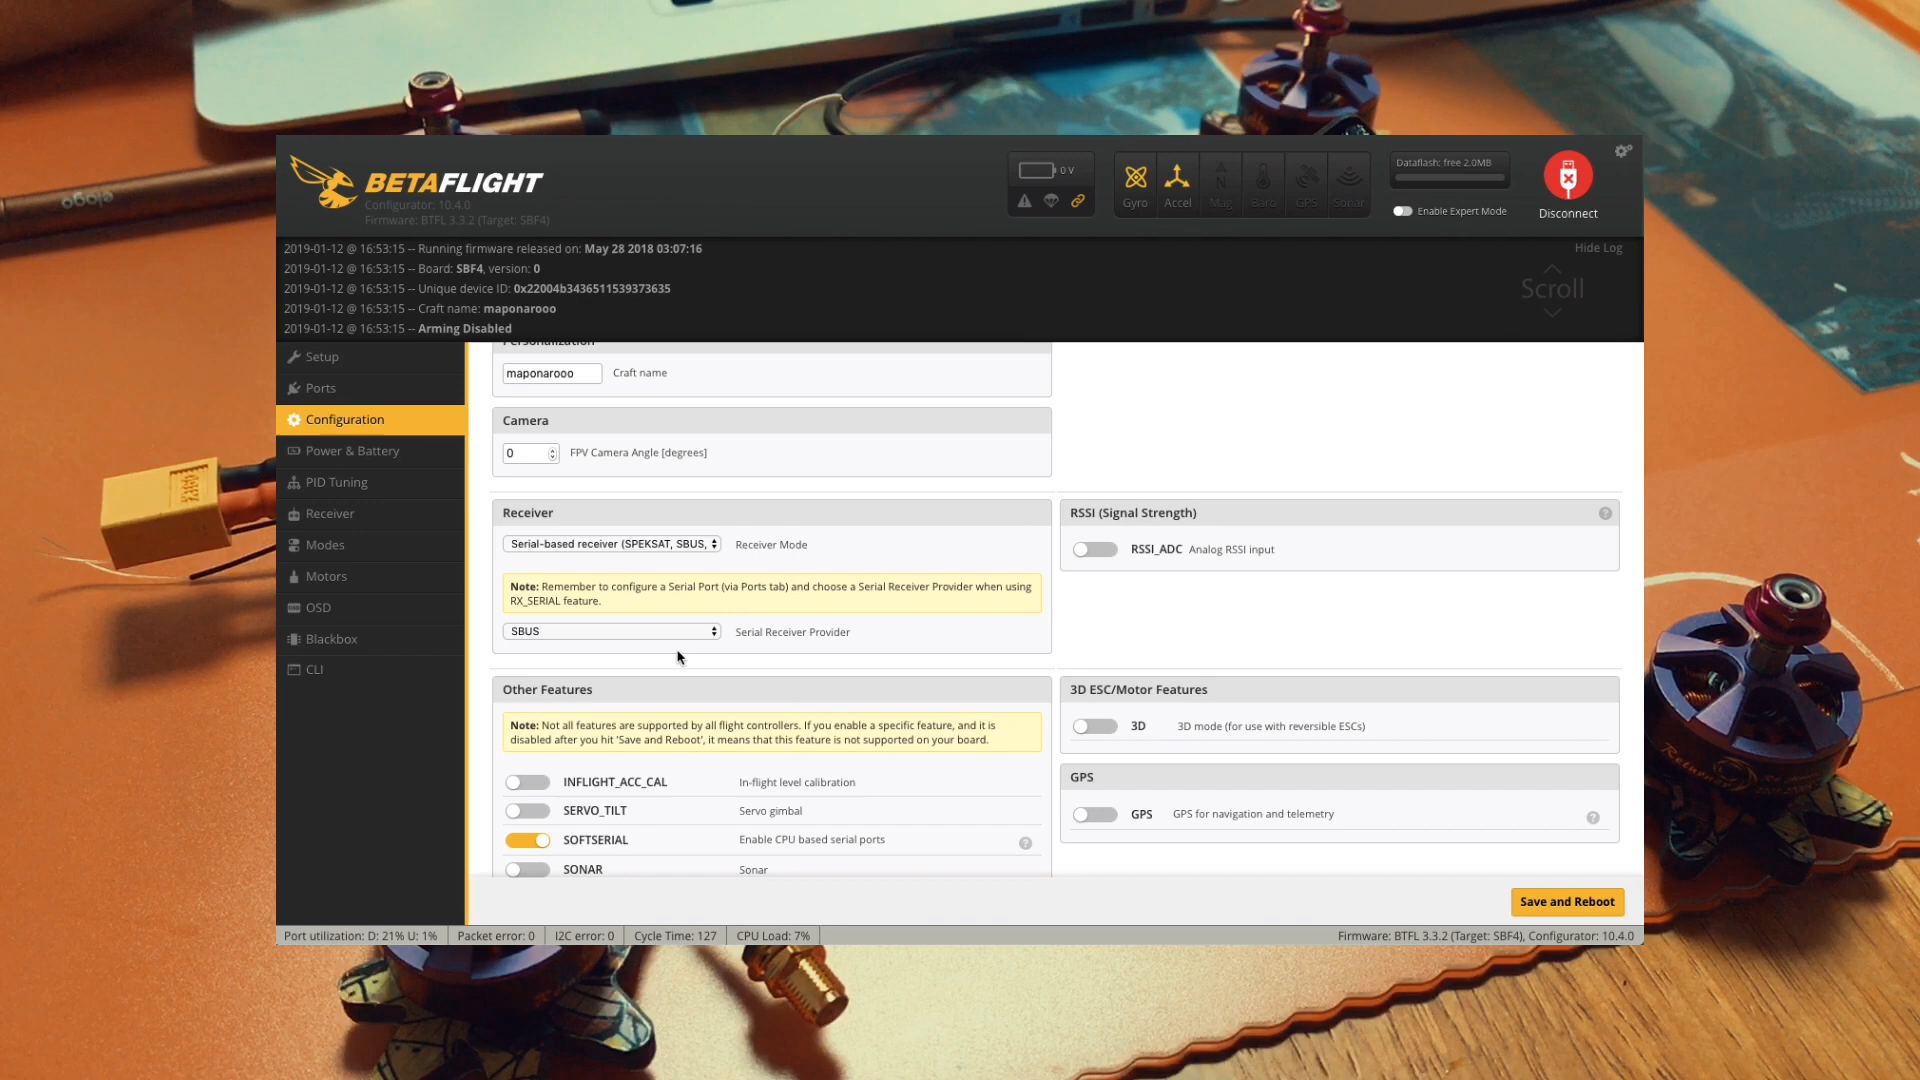 BETAFLIGHT
Configurator: 10.4.0
Firmware: BTFL 3.3.2 (Target: SBF4)
0 V
Gyro
Accel
Mag
Baro
GPS
Sonar
Dataflash: free 2.0MB
Enable Expert Mode
Disconnect
2019-01-12 @ 16:53:15 -- Running firmware released on: May 28 2018 03:07:16
2019-01-12 @ 16:53:15 -- Board: SBF4, version: 0
2019-01-12 @ 16:53:15 -- Unique device ID: 0x22004b3436511539373635
2019-01-12 @ 16:53:15 -- Craft name: maponarooo
2019-01-12 @ 16:53:15 -- Arming Disabled
Hide Log
Scroll
Setup
Ports
Configuration
Power & Battery
PID Tuning
Receiver
Modes
Motors
OSD
Blackbox
CLI
Personalization
maponarooo Craft name
Camera
0 FPV Camera Angle [degrees]
Receiver
Serial-based receiver (SPEKSAT, SBUS, Receiver Mode
Note: Remember to configure a Serial Port (via Ports tab) and choose a Serial Receiver Provider when using
RX_SERIAL feature.
SBUS Serial Receiver Provider
RSSI (Signal Strength)
?
RSSI_ADC Analog RSSI input
Other Features
Note: Not all features are supported by all flight controllers. If you enable a specific feature, and it is
disabled after you hit 'Save and Reboot', it means that this feature is not supported on your board.
INFLIGHT_ACC_CAL In-flight level calibration
SERVO_TILT Servo gimbal
SOFTSERIAL Enable CPU based serial ports ?
SONAR Sonar
3D ESC/Motor Features
3D 3D mode (for use with reversible ESCs)
GPS
GPS GPS for navigation and telemetry ?
Save and Reboot
Port utilization: D: 21% U: 1% Packet error: 0 I2C error: 0 Cycle Time: 127 CPU Load: 7%
Firmware: BTFL 3.3.2 (Target: SBF4), Configurator: 10.4.0